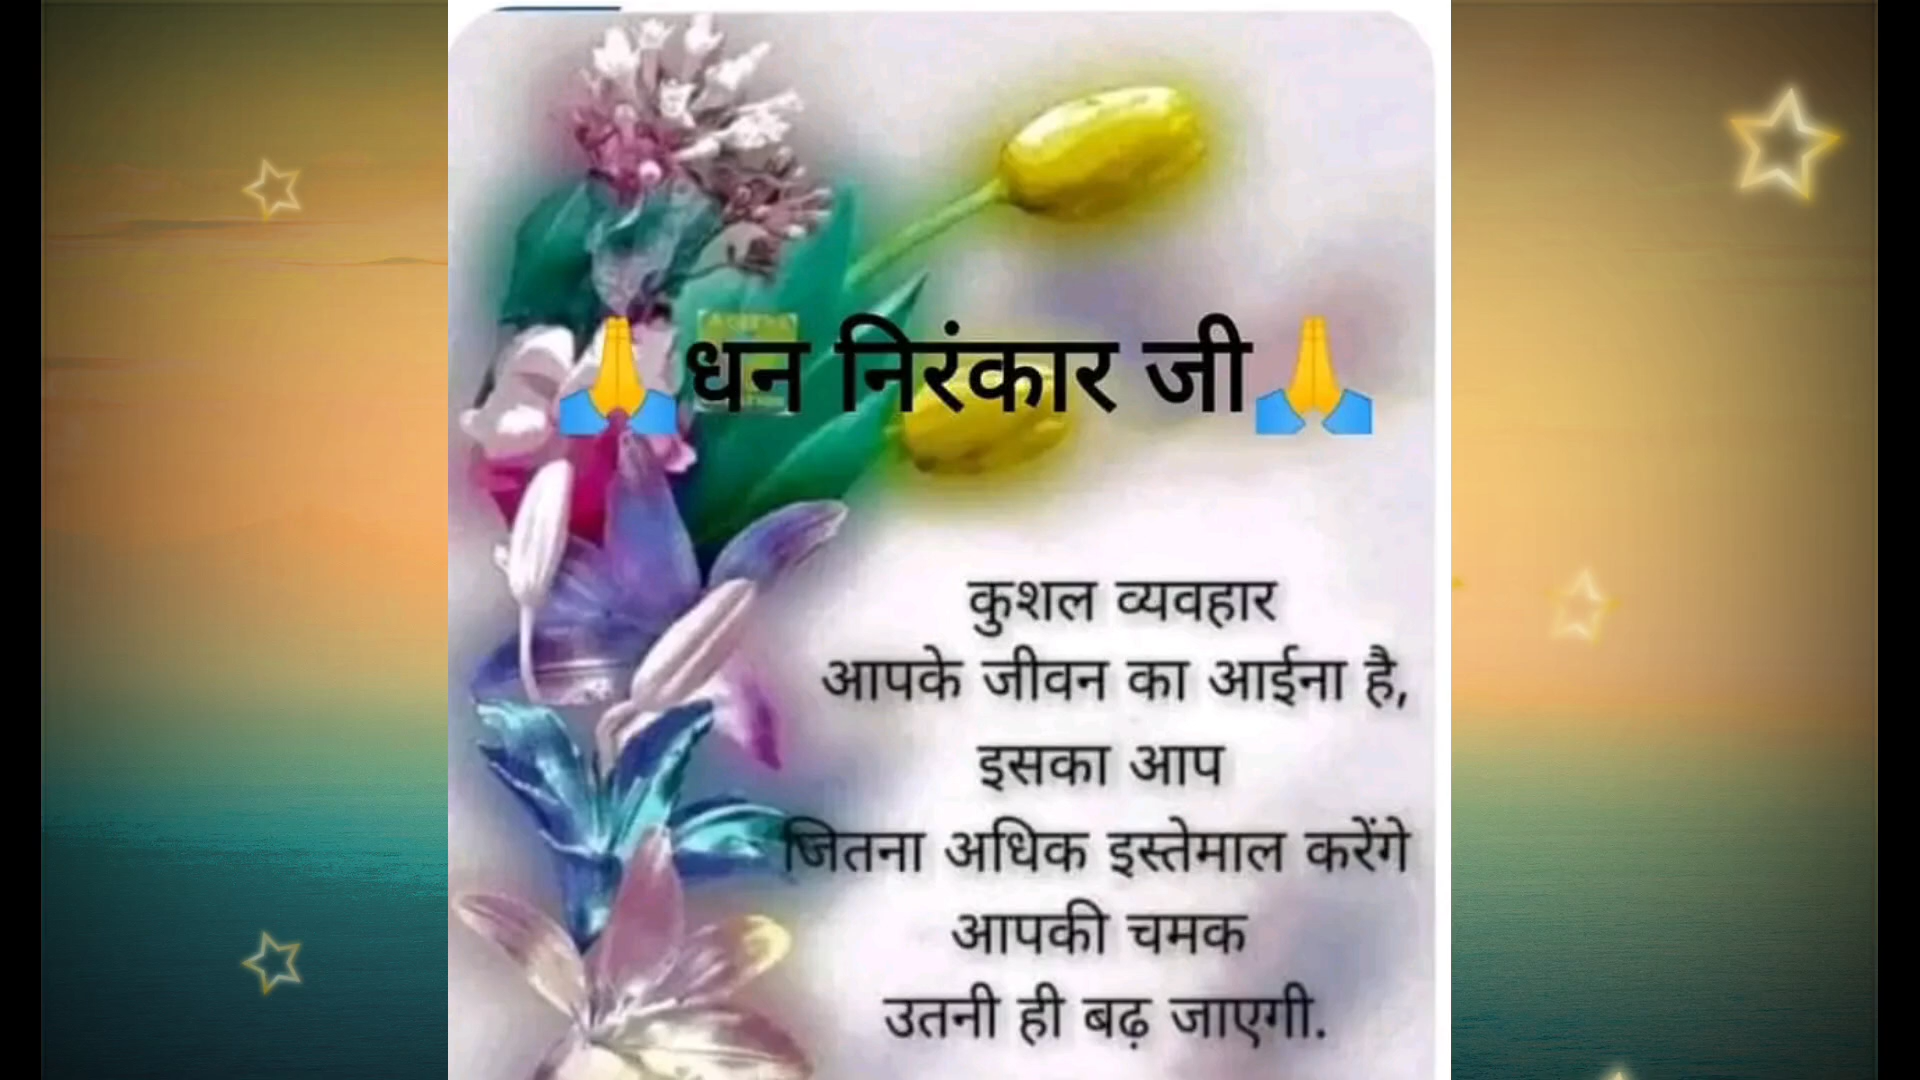 🙏धन निरंकार जी🙏
कुशल व्यवहार
आपके जीवन का आईना है,
इसका आप
जितना अधिक इस्तेमाल करेंगे
आपकी चमक
उतनी ही बढ़ जाएगी.